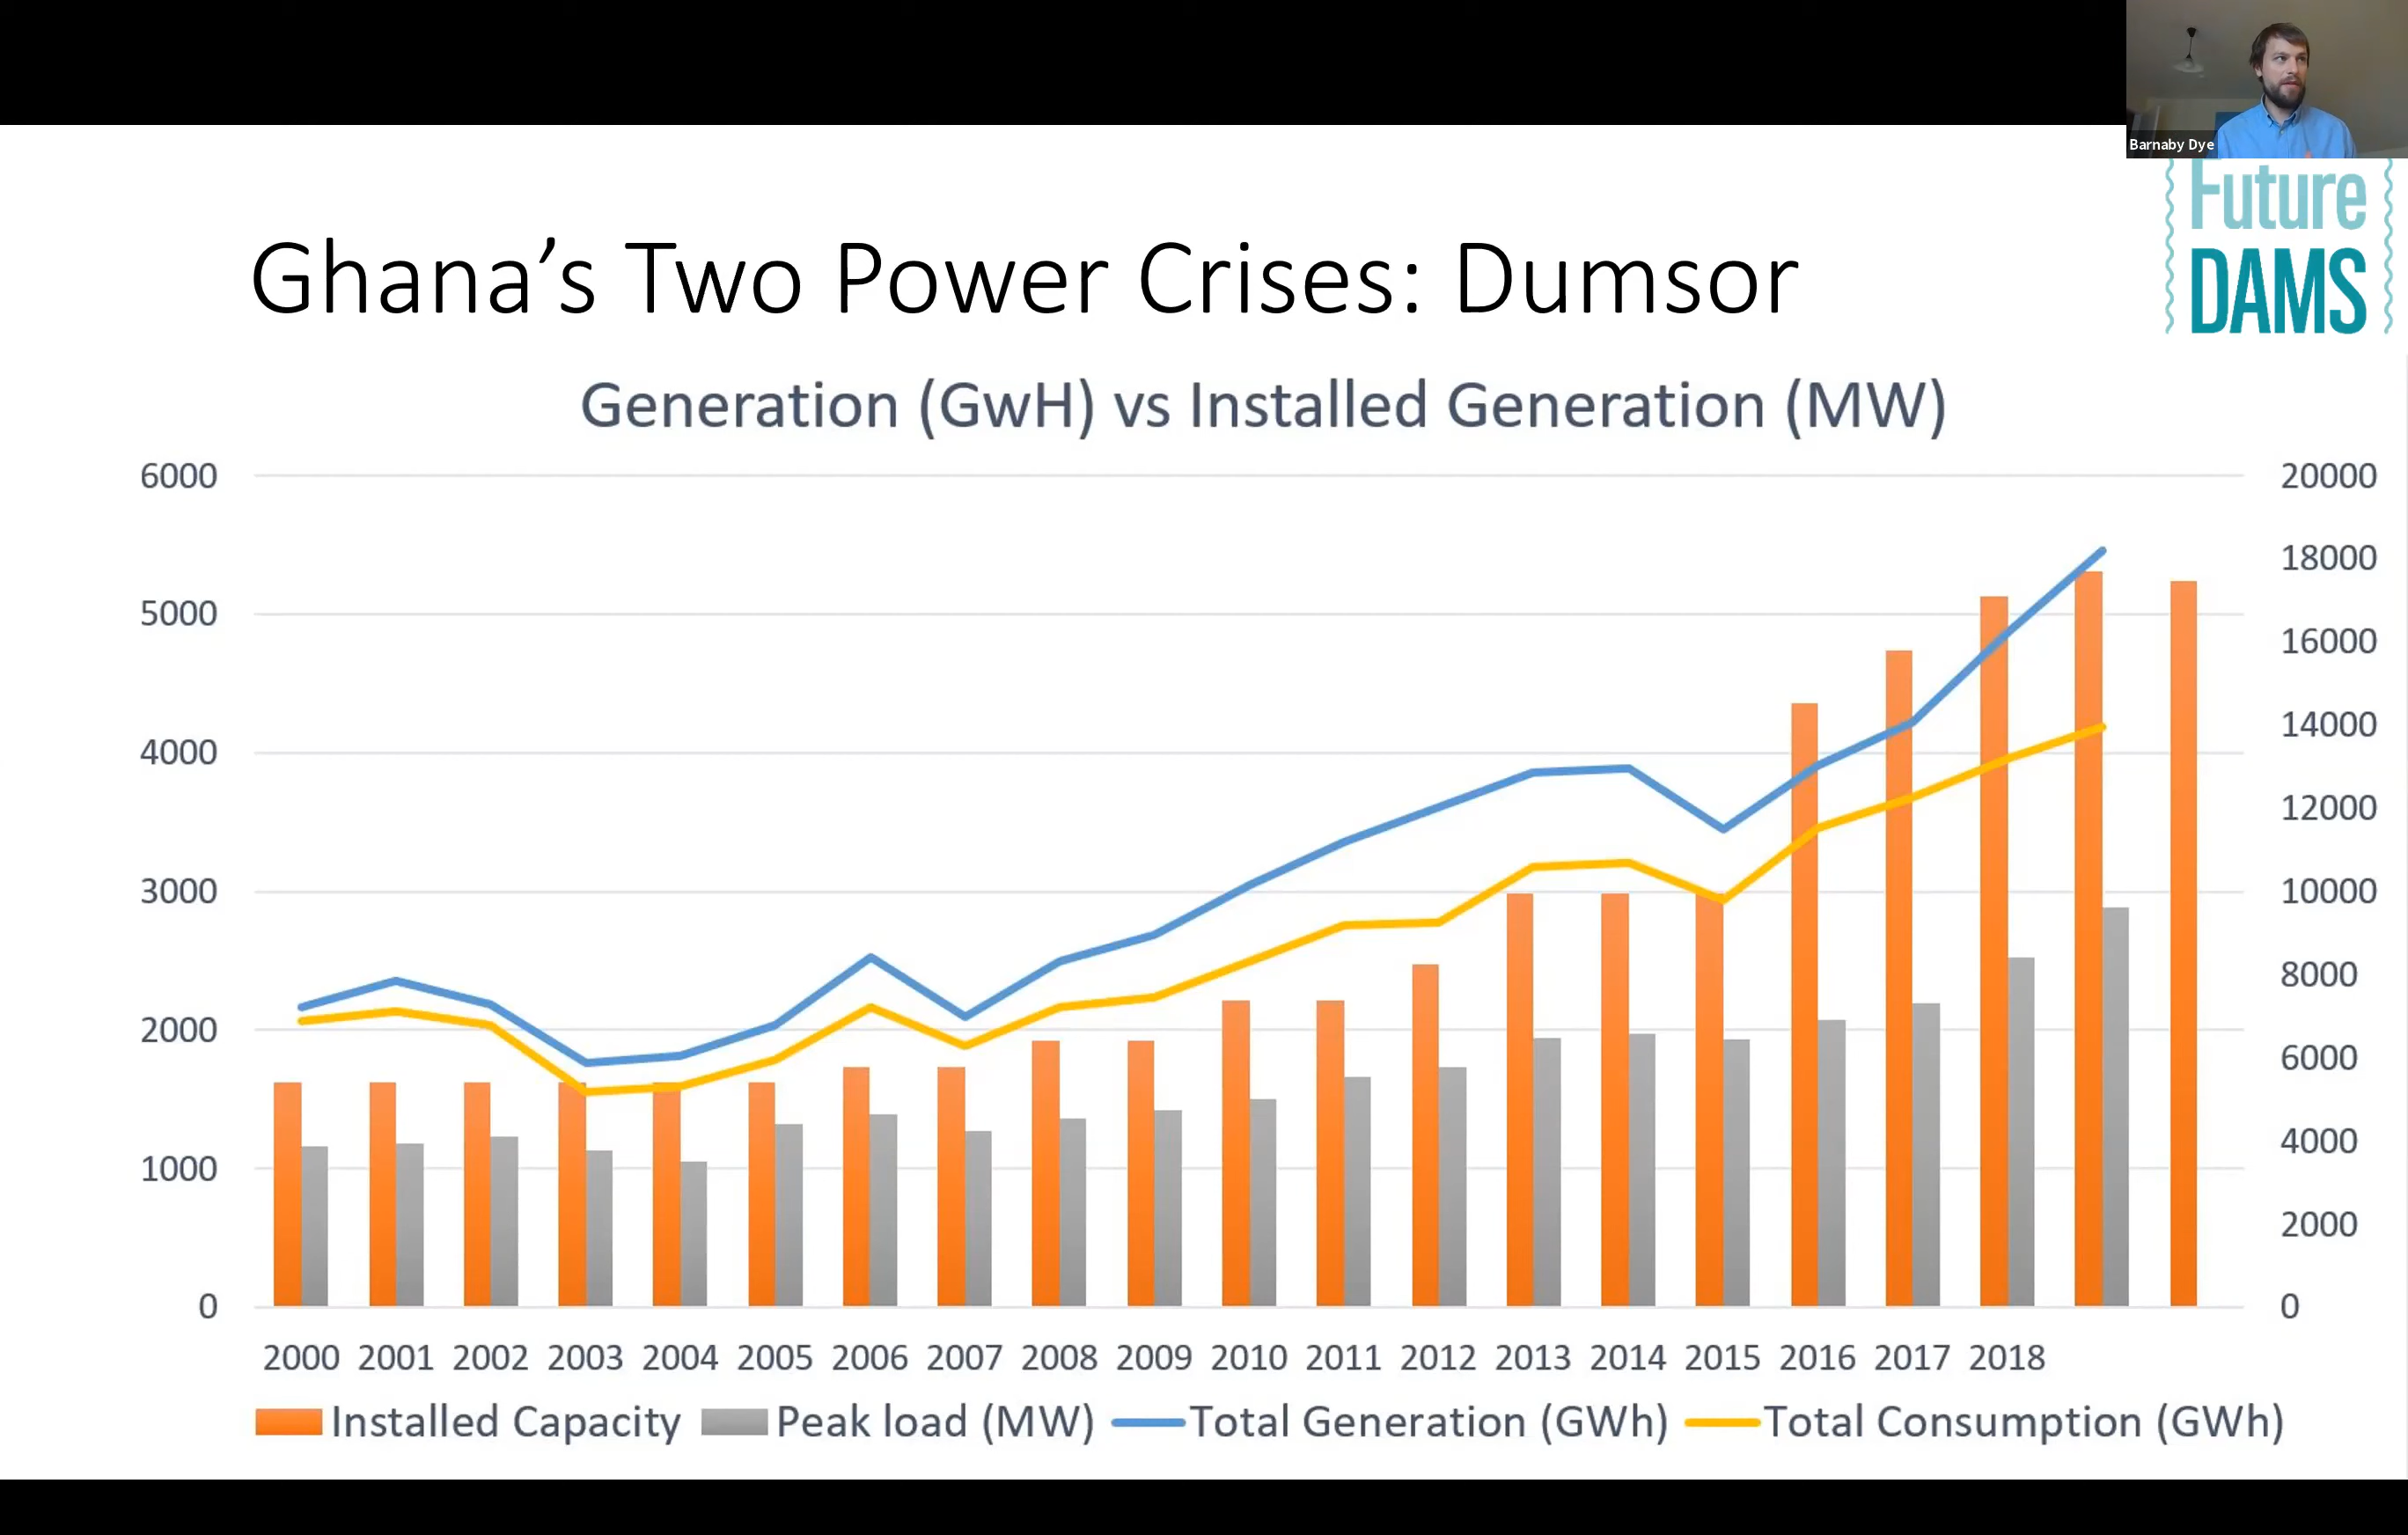 Barnaby Dye
Future
DAMS
Ghana’s Two Power Crises: Dumsor
Generation (GwH) vs Installed Generation (MW)
6000
5000
4000
3000
2000
1000
0
20000
18000
16000
14000
12000
10000
8000
6000
4000
2000
0
2000 2001 2002 2003 2004 2005 2006 2007 2008 2009 2010 2011 2012 2013 2014 2015 2016 2017 2018
Installed Capacity Peak load (MW) Total Generation (GWh) Total Consumption (GWh)